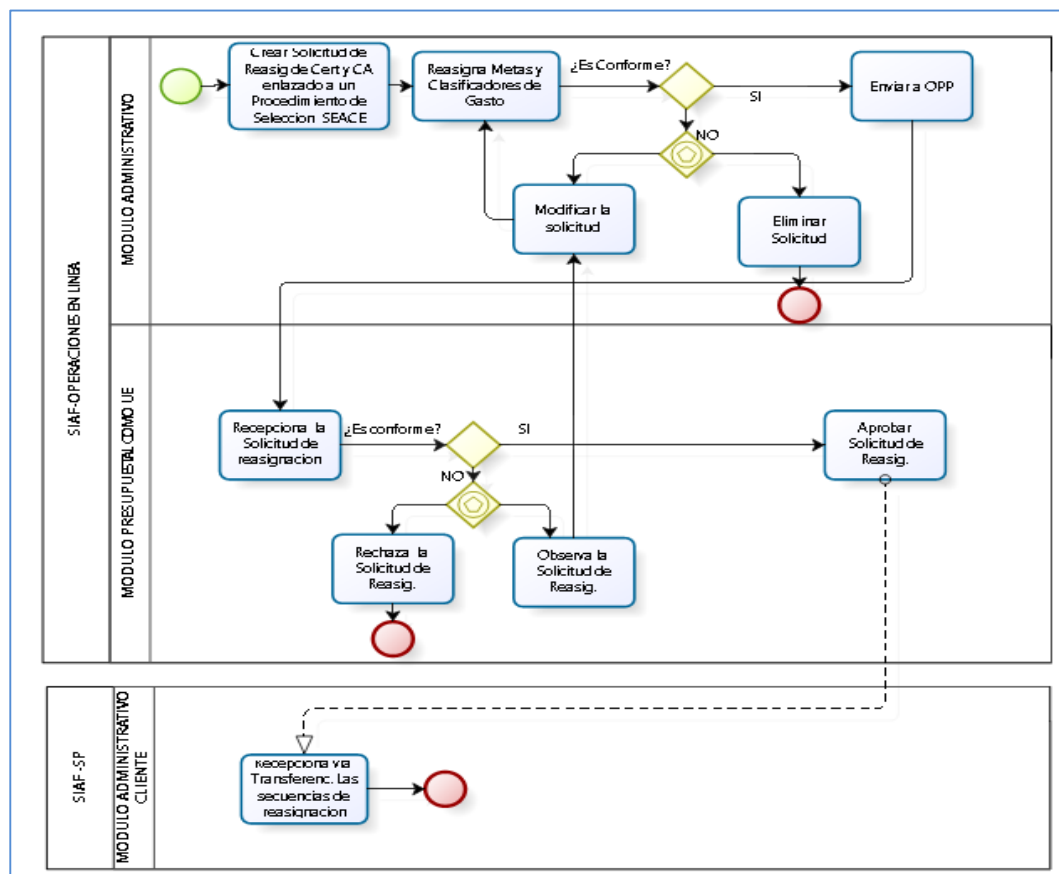 SIAF-OPERACIONES EN LINEA
MODULO ADMINISTRATIVO
Crear Solicitud de
Reasig de Cert y CA
enlazado a un
Procedimiento de
Seleccion SEACE
Reasigna Metas y
Clasificadores de
Gasto
¿Es Conforme?
SI
Enviar a OPP
NO
Modificar la
solicitud
Eliminar
Solicitud
MODULO PRESUPUETAL COMO UE
Recepciona la
Solicitud de
reasignacion
¿Es conforme?
SI
Aprobar
Solicitud de
Reasig.
NO
Rechaza la
Solicitud de
Reasig.
Observa la
Solicitud de
Reasig.
SIAF -SP
MODULO ADMINISTRATIVO
CLIENTE
Recepciona via
Transferenc. Las
secuencias de
reasignacion